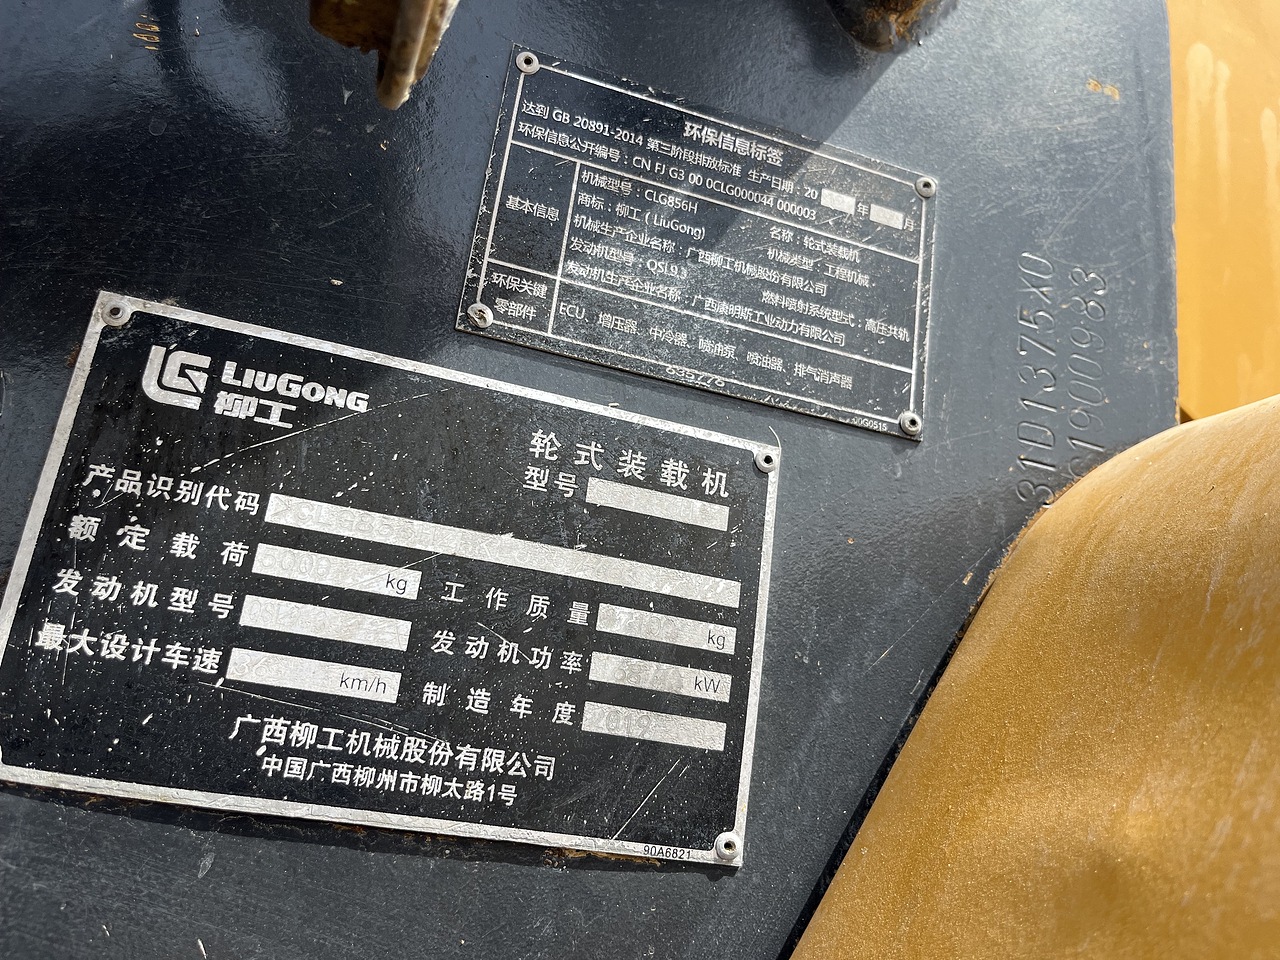 环保信息标签
达到 GB 20891-2014 第三阶段排放标准 生产日期：20 年 月
环保信息公开编号：CN FJ G3 00 0CLG000044 000003
基本信息
机械型号：CLG856H 名称：轮式装载机
商标：柳工（LiuGong) 机械类型：工程机械
机械生产企业名称：广西柳工机械股份有限公司
发动机型号：QSL9.3 燃料喷射系统型式：高压共轨
发动机生产企业名称：广西康明斯工业动力有限公司
环保关键零部件
ECU、增压器、中冷器、喷油泵、喷油器、排气消声器
00G0515
31D1375X0
LIUGONG
柳工
轮式装载机
型号
产品识别代码
额定载荷 kg 工作质量 kg
发动机型号 发动机功率 kW
最大设计车速 km/h 制造年度 2019
广西柳工机械股份有限公司
中国广西柳州市柳太路1号
90A6821